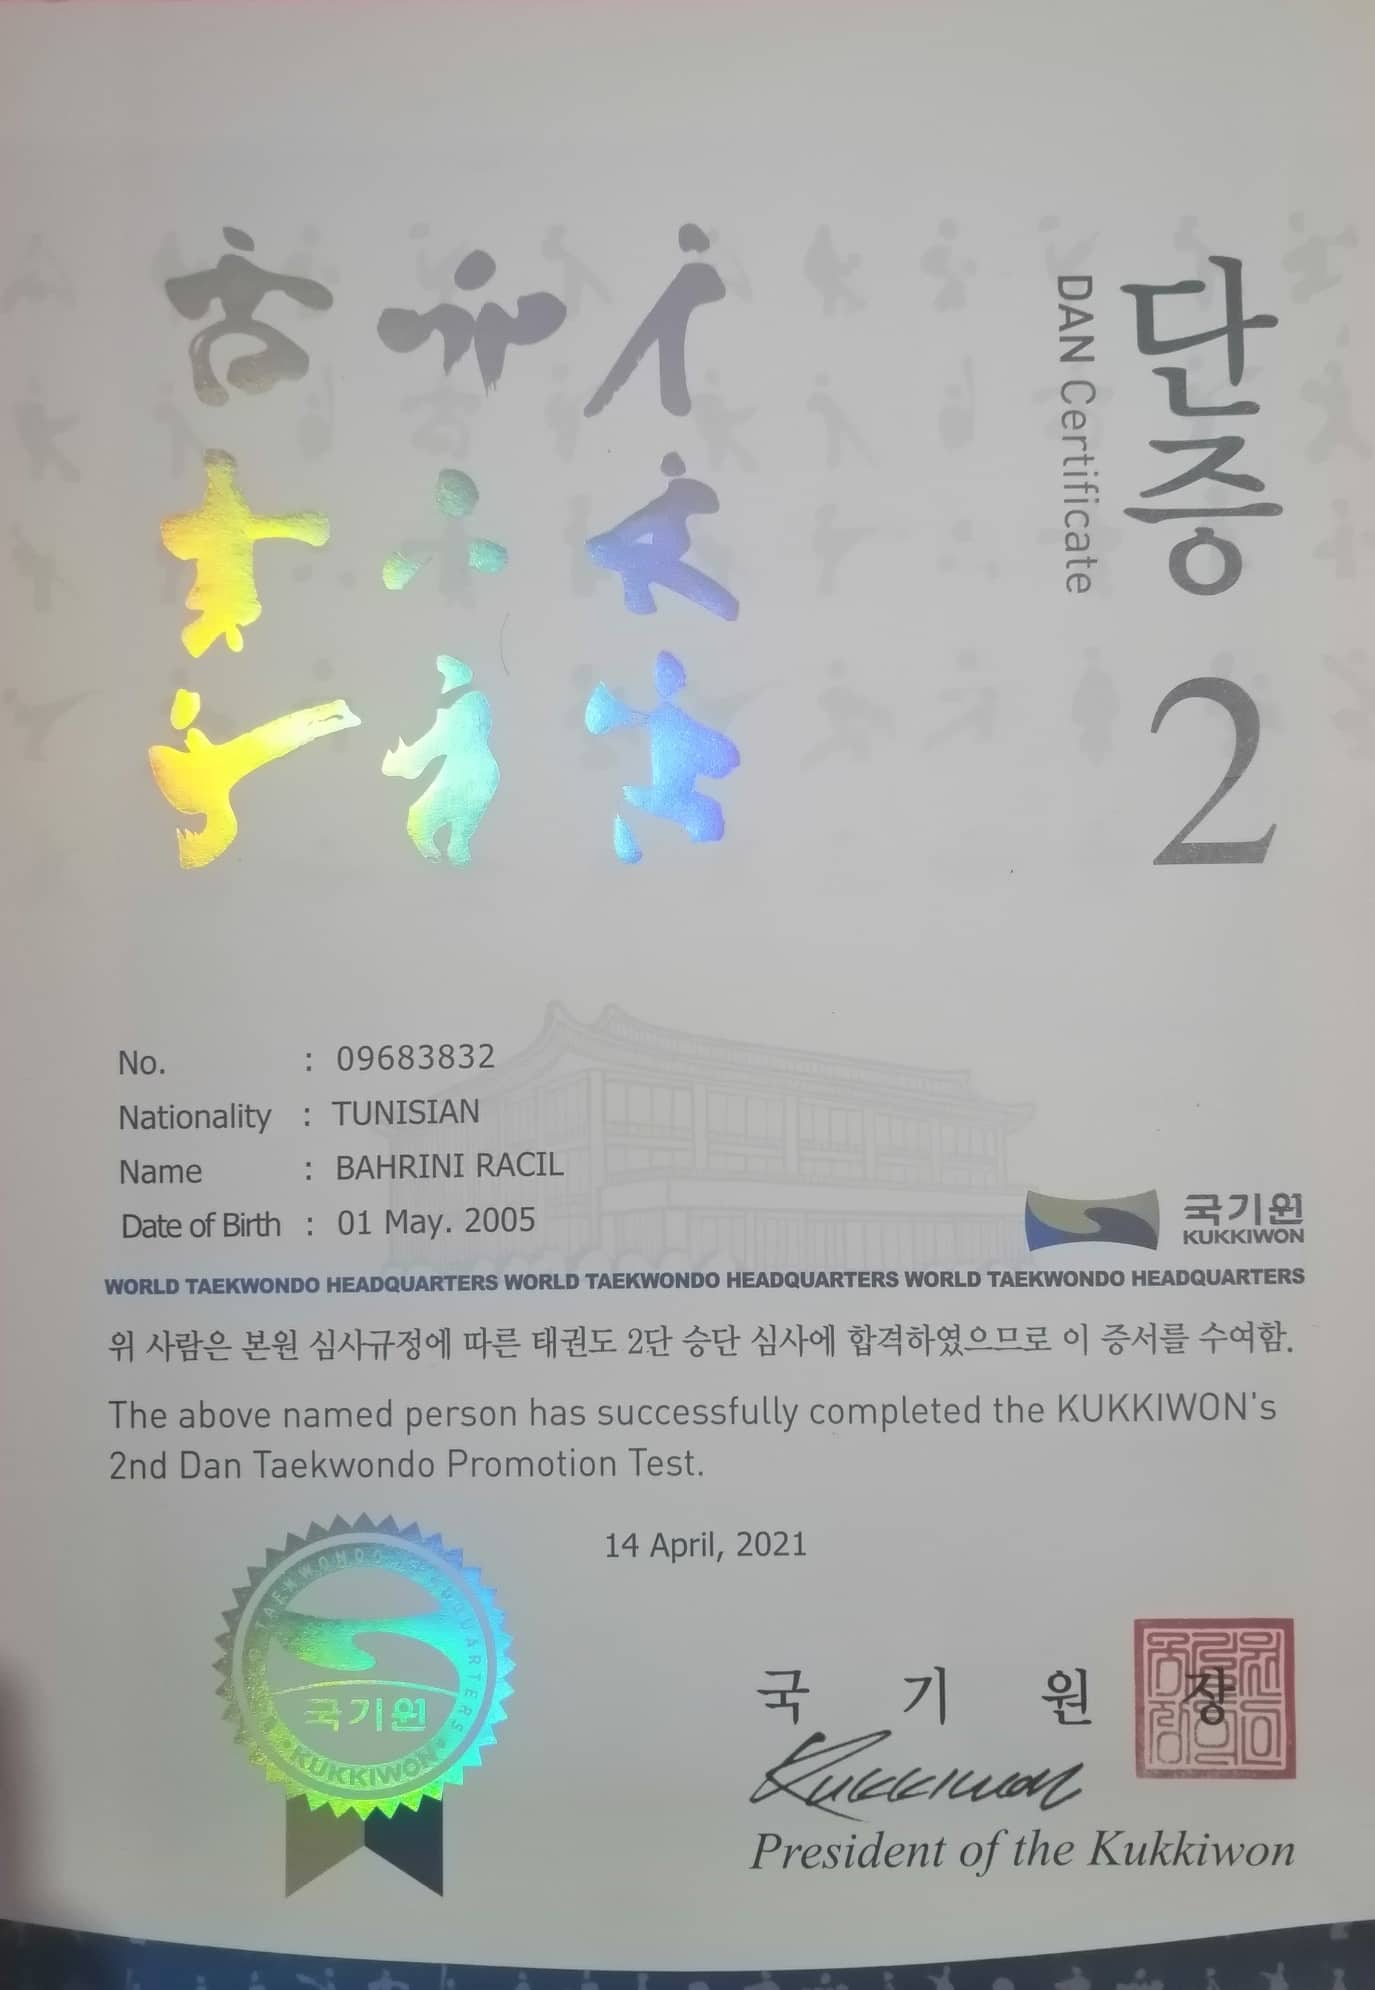 단증 2
DAN Certificate
No. : 09683832
Nationality : TUNISIAN
Name : BAHRINI RACIL
Date of Birth : 01 May. 2005
국기원
KUKKIWON
WORLD TAEKWONDO HEADQUARTERS WORLD TAEKWONDO HEADQUARTERS WORLD TAEKWONDO HEADQUARTERS
위 사람은 본원 심사규정에 따른 태권도 2단 승단 심사에 합격하였으므로 이 증서를 수여함.
The above named person has successfully completed the KUKKIWON's
2nd Dan Taekwondo Promotion Test.
14 April, 2021
TAEKWONDO HEADQUARTERS
국기원
KUKKIWON
국 기 원 장
Kukkiwon
President of the Kukkiwon